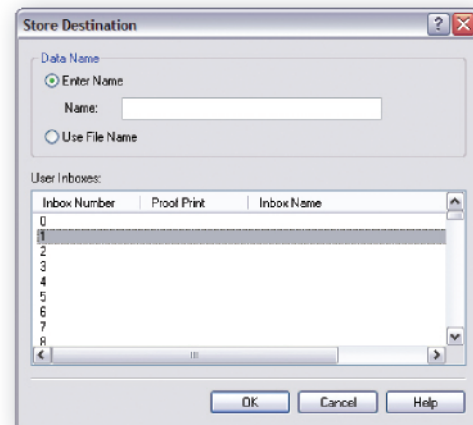 Store Destination
Data Name
Enter Name
Name:
Use File Name
User Inboxes:
Inbox Number Proof Print Inbox Name
0
1
2
3
4
5
6
7
8
OK Cancel Help